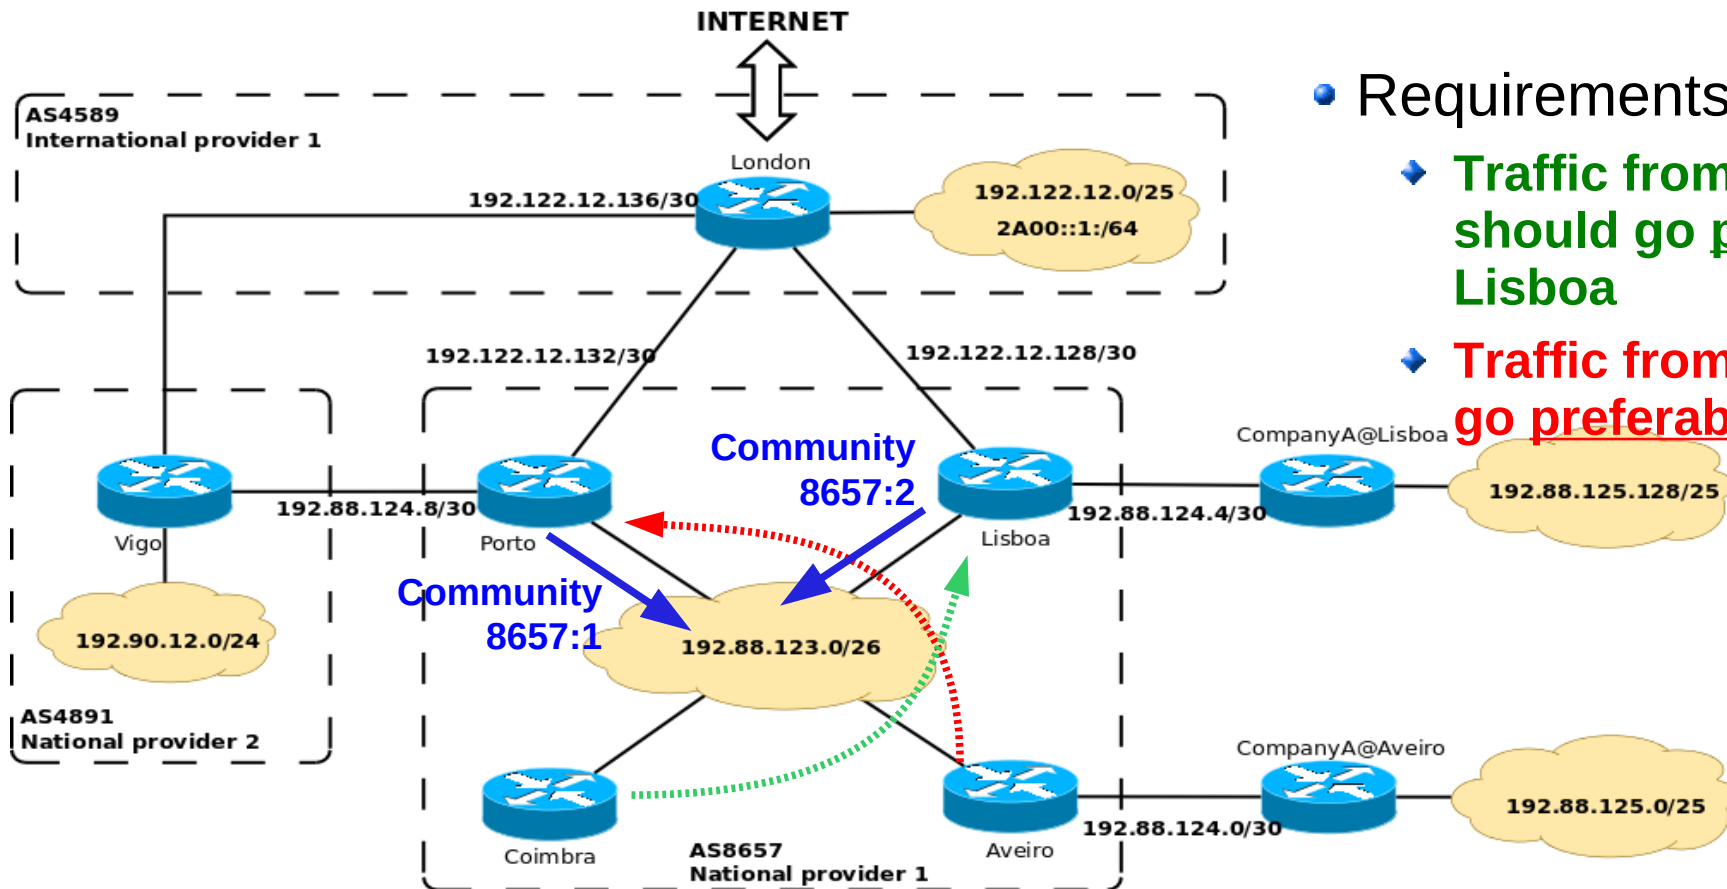 INTERNET
AS4589
International provider 1
London
192.122.12.136/30
192.122.12.0/25
2A00::1:/64
Requirements
Traffic from
should go p
Lisboa
Traffic from
go preferab
192.122.12.132/30
192.122.12.128/30
Community
8657:2
CompanyA@Lisboa
192.88.125.128/25
192.88.124.8/30
192.88.124.4/30
Vigo
Porto
Lisboa
Community
8657:1
192.90.12.0/24
192.88.123.0/26
AS4891
National provider 2
CompanyA@Aveiro
192.88.125.0/25
192.88.124.0/30
Coimbra
Aveiro
AS8657
National provider 1